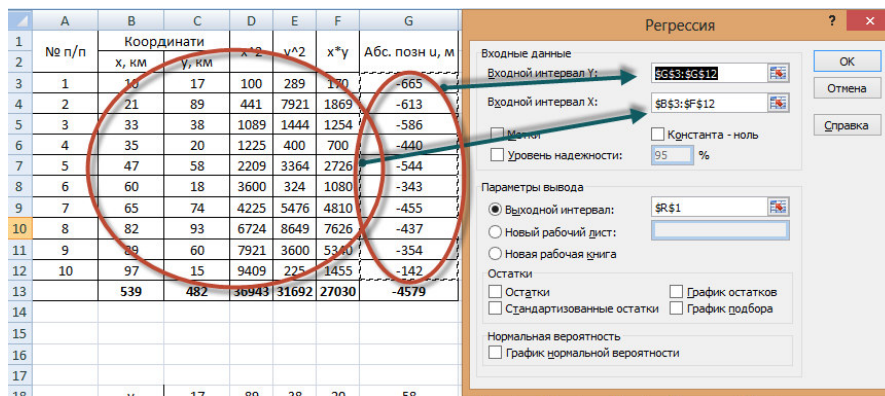 A B C D E F G
1 № п/п Координати x^2 y^2 x*y Абс. позн u, м
2 x, км y, км
3 1 10 17 100 289 170 -665
4 2 21 89 441 7921 1869 -613
5 3 33 38 1089 1444 1254 -586
6 4 35 20 1225 400 700 -440
7 5 47 58 2209 3364 2726 -544
8 6 60 18 3600 324 1080 -343
9 7 65 74 4225 5476 4810 -455
10 8 82 93 6724 8649 7626 -437
11 9 89 60 7921 3600 5340 -354
12 10 97 15 9409 225 1455 -142
13 539 482 36943 31692 27030 -4579
14
15
16
17
18 17 89 38 20 58
Регрессия
? ×
Входные данные
Входной интервал Y: $G$3:$G$12
Входной интервал X: $B$3:$F$12
Метки Константа - ноль
Уровень надежности: 95 %
Параметры вывода
Выходной интервал: $R$1
Новый рабочий лист:
Новая рабочая книга
Остатки
Остатки График остатков
Стандартизованные остатки График подбора
Нормальная вероятность
График нормальной вероятности
OK
Отмена
Справка